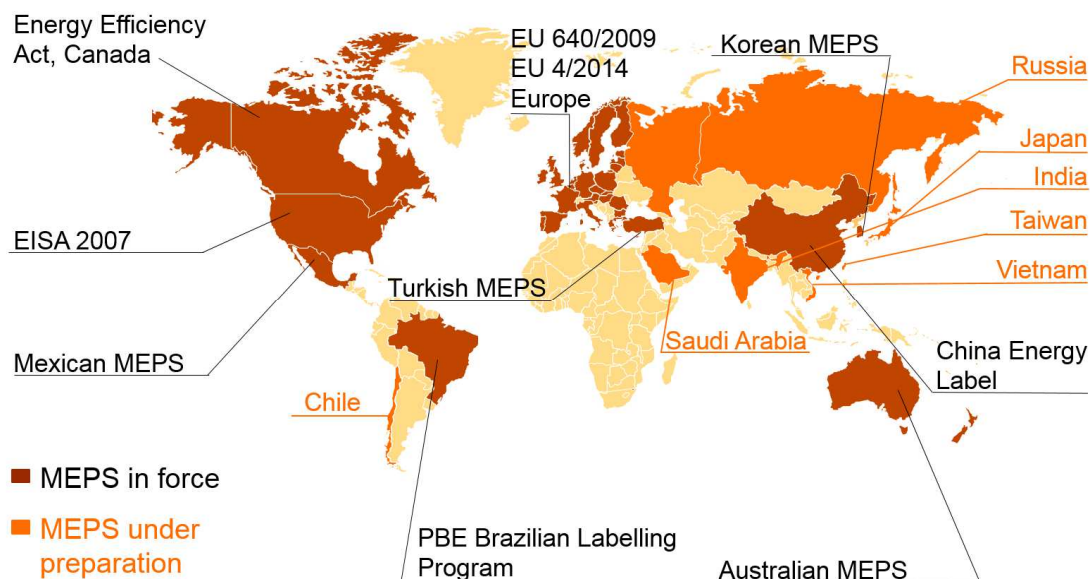 Energy Efficiency
Act, Canada
EU 640/2009
EU 4/2014
Europe
Korean MEPS
Russia
Japan
India
Taiwan
Vietnam
EISA 2007
Turkish MEPS
Saudi Arabia
Mexican MEPS
China Energy
Label
Chile
MEPS in force
MEPS under
preparation
PBE Brazilian Labelling
Program
Australian MEPS